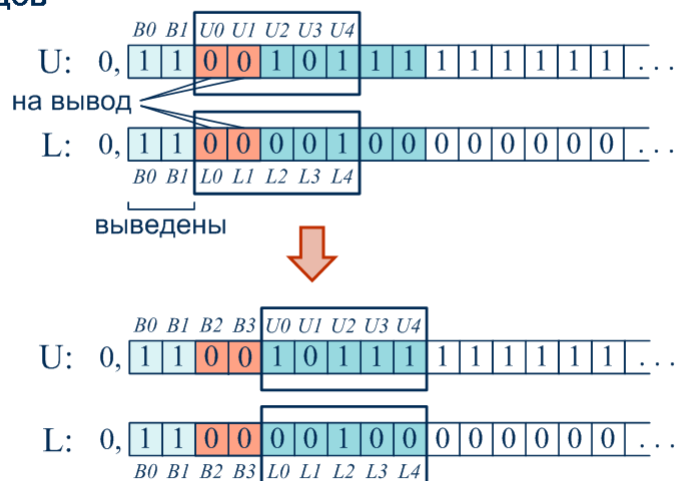 цов
B0 B1 U0 U1 U2 U3 U4
U: 0, 1 1 0 0 1 0 1 1 1 1 1 1 1 1 1 ...
на вывод
L: 0, 1 1 0 0 0 0 1 0 0 0 0 0 0 0 0 ...
B0 B1 L0 L1 L2 L3 L4
выведены
B0 B1 B2 B3 U0 U1 U2 U3 U4
U: 0, 1 1 0 0 1 0 1 1 1 1 1 1 1 1 1 ...
L: 0, 1 1 0 0 0 0 1 0 0 0 0 0 0 0 0 ...
B0 B1 B2 B3 L0 L1 L2 L3 L4